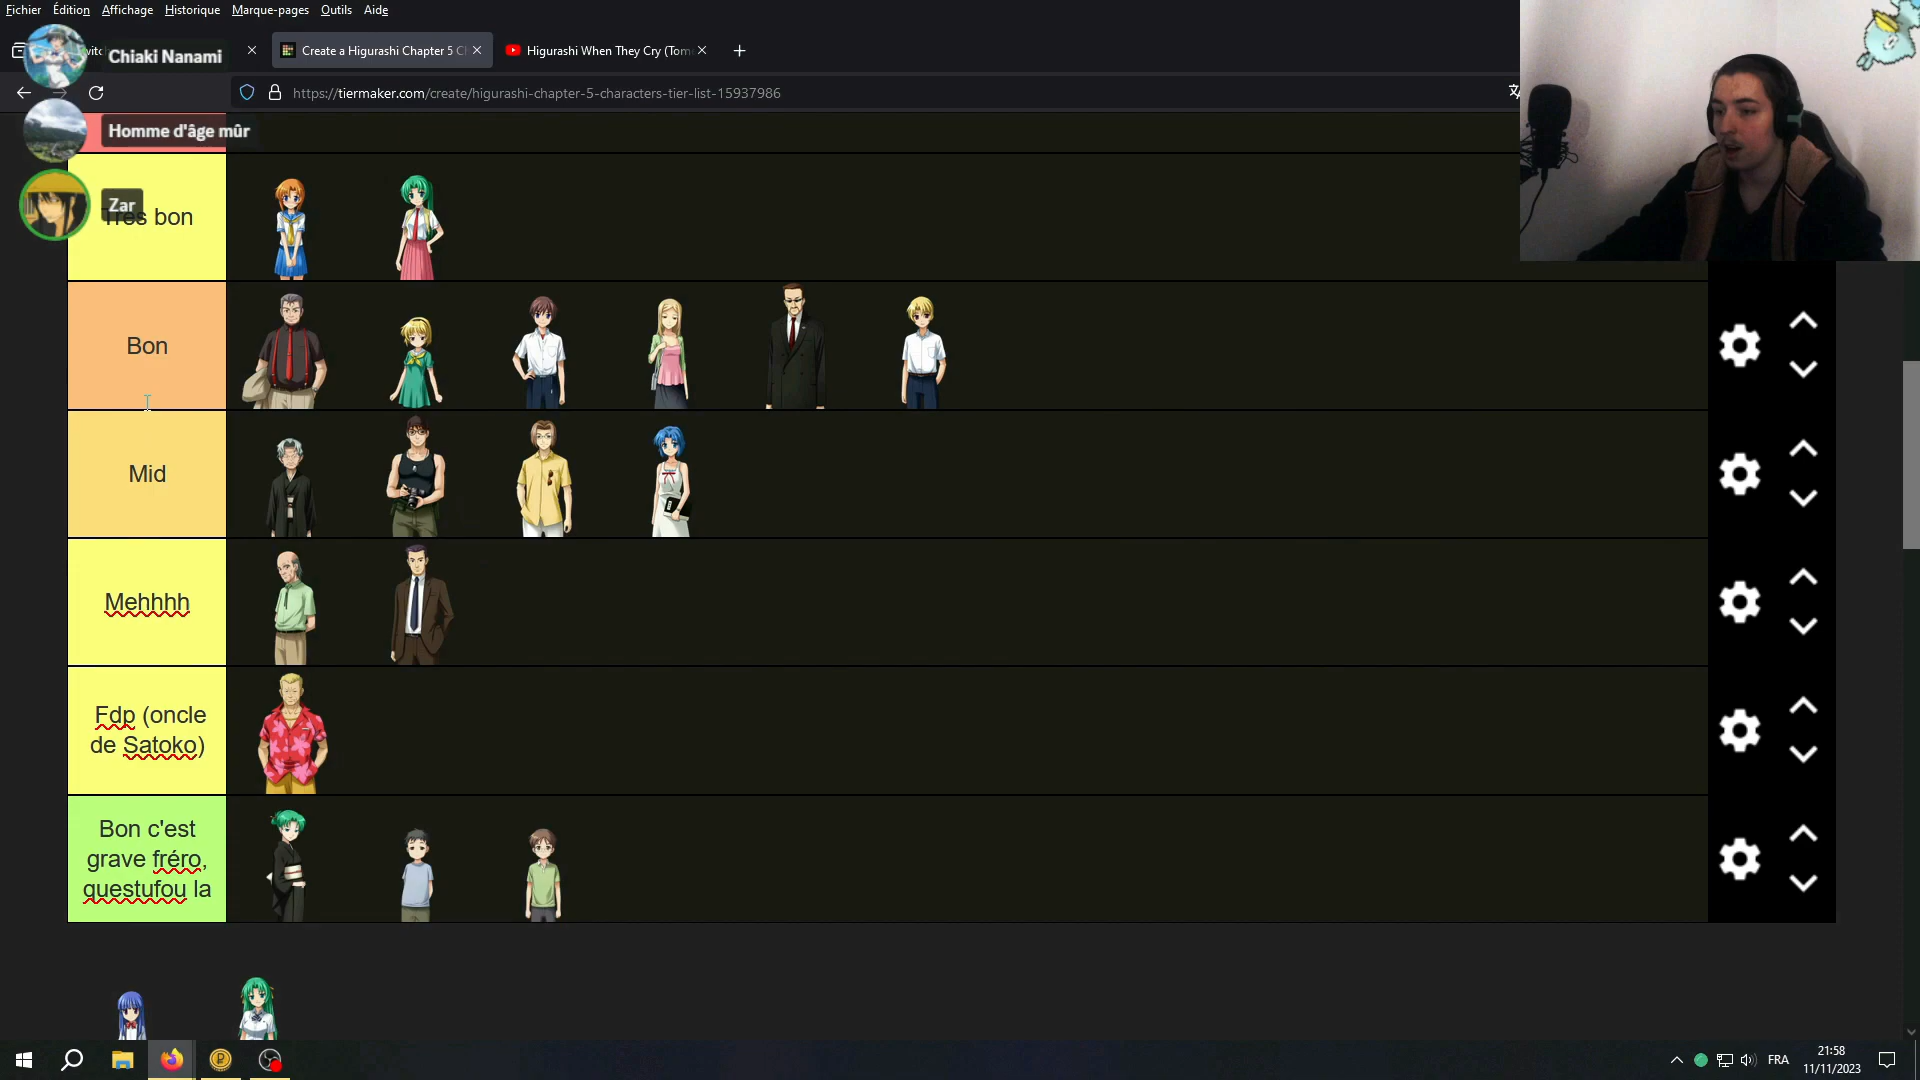 Fichier Édition Affichage Historique Marque-pages Outils Aide
Chiaki Nanami
Create a Higurashi Chapter 5 C
Higurashi When They Cry (Tom
https://tiermaker.com/create/higurashi-chapter-5-characters-tier-list-15937986
Homme d'âge mûr
Zar
Très bon
Bon
Mid
Mehhhh
Fdp (oncle
de Satoko)
Bon c'est
grave fréro,
questufou la
FRA
21:58
11/11/2023